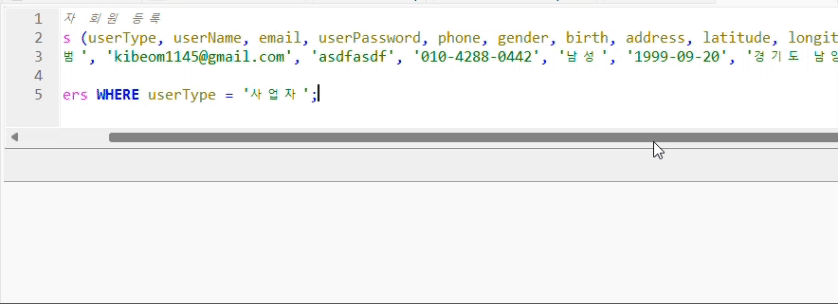 1 자 회원 등록
2 s (userType, userName, email, userPassword, phone, gender, birth, address, latitude, longit
3 범', 'kibeom1145@gmail.com', 'asdfasdf', '010-4288-0442', '남성', '1999-09-20', '경기도 남양
4
5 ers WHERE userType = '사업자';